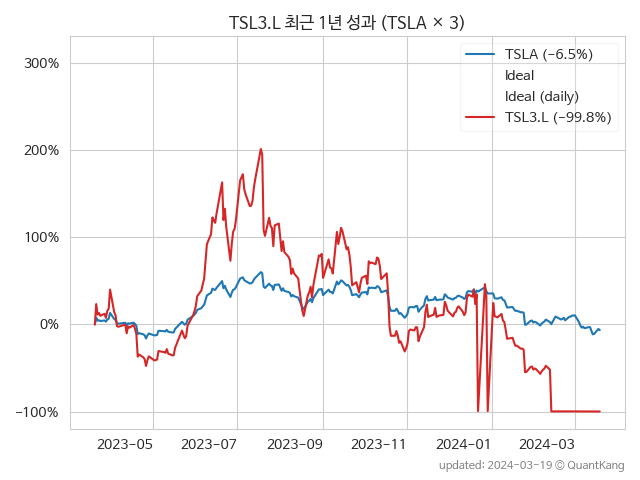 TSL3.L 최근 1년 성과 (TSLA × 3)
TSLA (−6.5%)
Ideal
Ideal (daily)
TSL3.L (−99.8%)
300%
200%
100%
0%
−100%
2023-05
2023-07
2023-09
2023-11
2024-01
2024-03
updated: 2024-03-19 © QuantKang